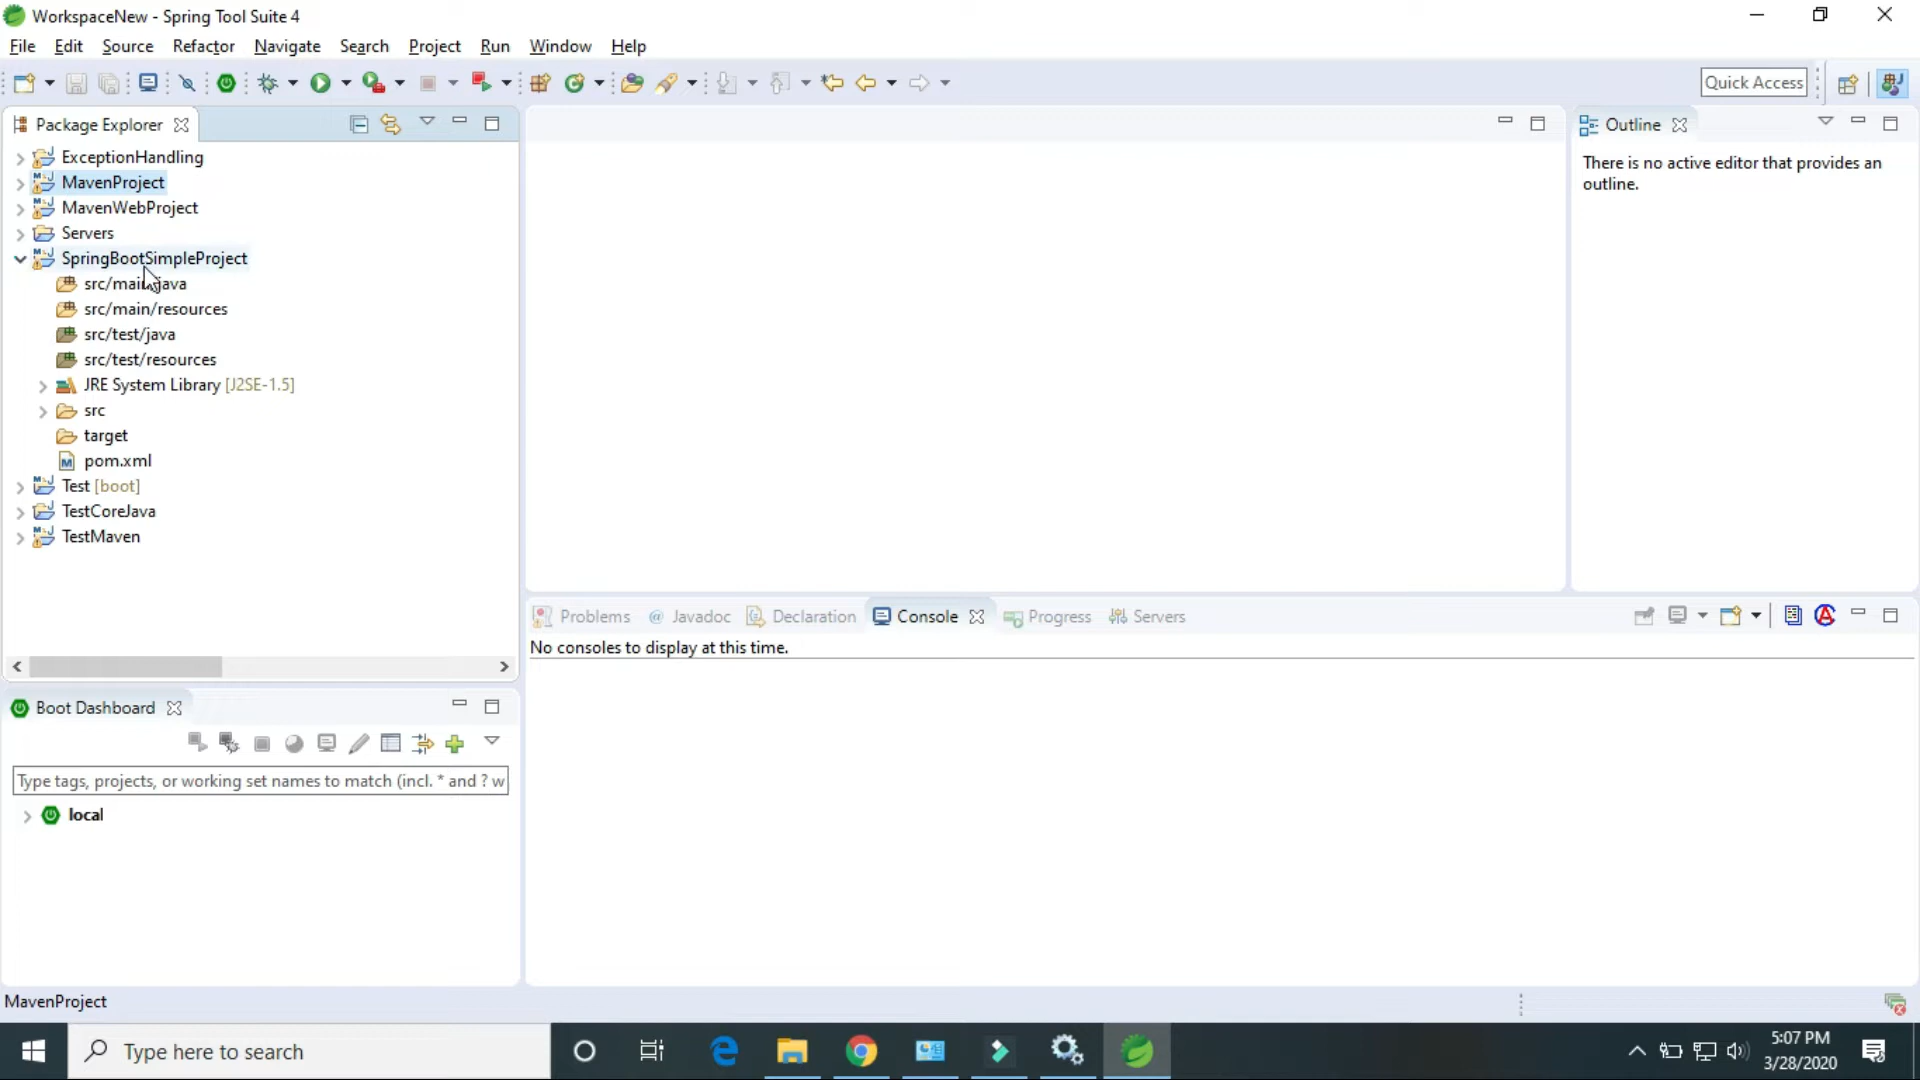 WorkspaceNew - Spring Tool Suite 4
File Edit Source Refactor Navigate Search Project Run Window Help
Quick Access
Package Explorer
ExceptionHandling
MavenProject
MavenWebProject
Servers
SpringBootSimpleProject
src/main/java
src/main/resources
src/test/java
src/test/resources
JRE System Library [J2SE-1.5]
src
target
pom.xml
Test [boot]
TestCoreJava
TestMaven
Outline
There is no active editor that provides an
outline.
Problems @ Javadoc Declaration Console Progress Servers
No consoles to display at this time.
Boot Dashboard
Type tags, projects, or working set names to match (incl. * and ? w
local
MavenProject
Type here to search
5:07 PM
3/28/2020